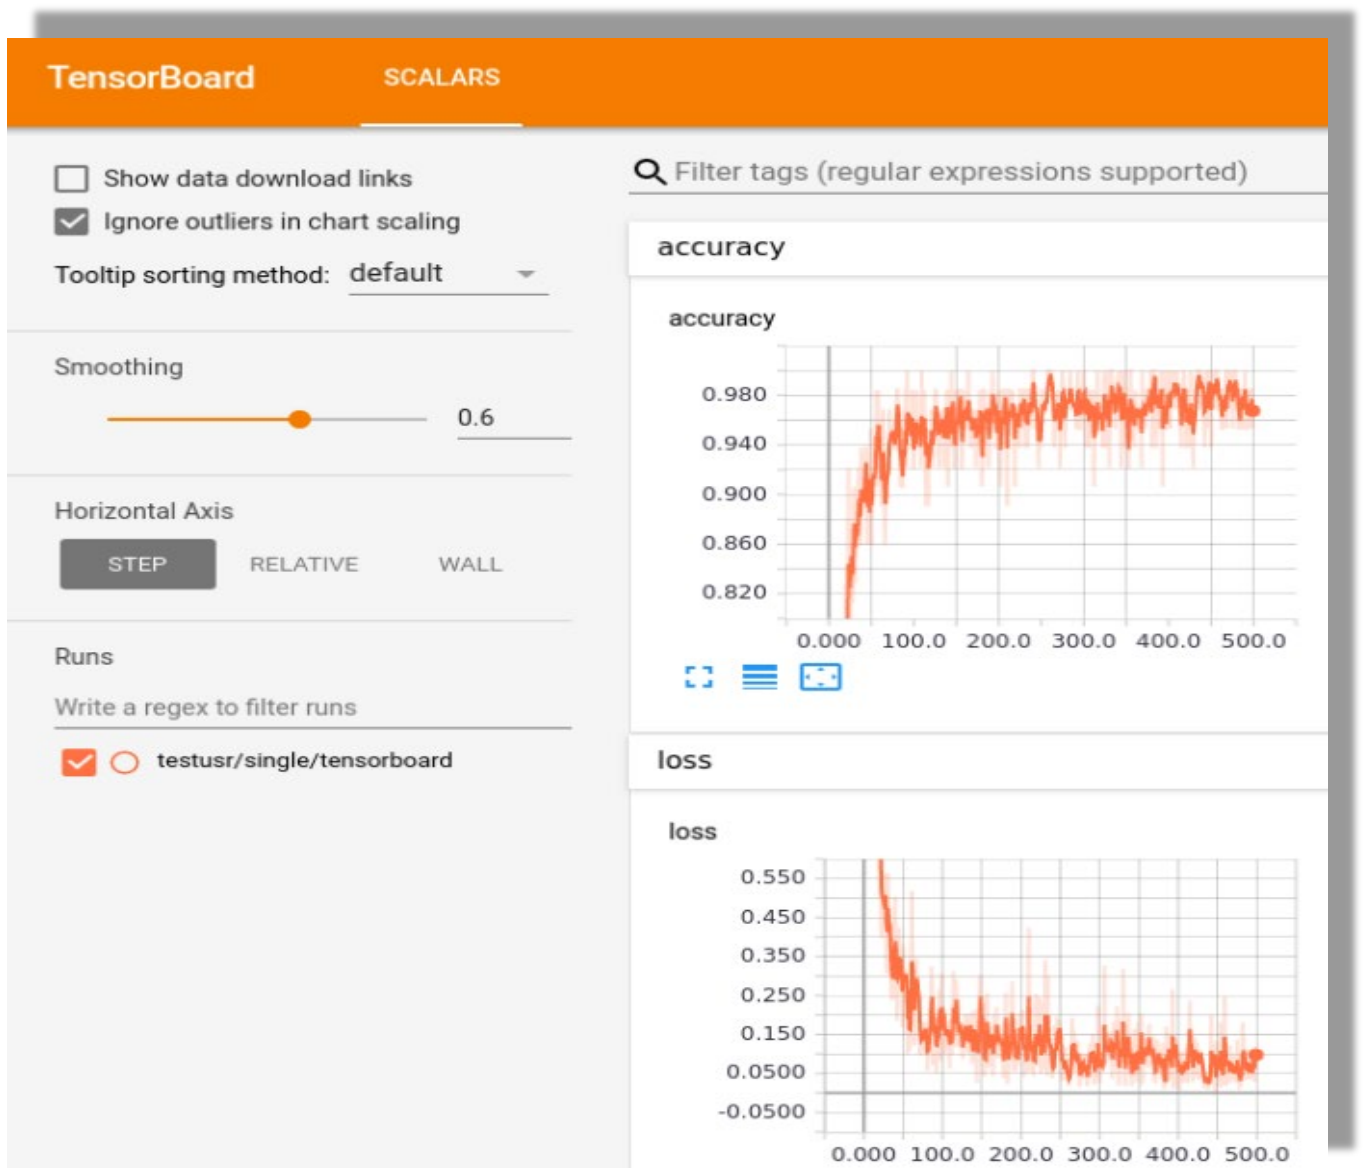 TensorBoard SCALARS
Show data download links
Ignore outliers in chart scaling
Tooltip sorting method: default
Smoothing
0.6
Horizontal Axis
STEP RELATIVE WALL
Runs
Write a regex to filter runs
testusr/single/tensorboard
Filter tags (regular expressions supported)
accuracy
accuracy
0.980
0.940
0.900
0.860
0.820
0.000 100.0 200.0 300.0 400.0 500.0
loss
loss
0.550
0.450
0.350
0.250
0.150
0.0500
-0.0500
0.000 100.0 200.0 300.0 400.0 500.0